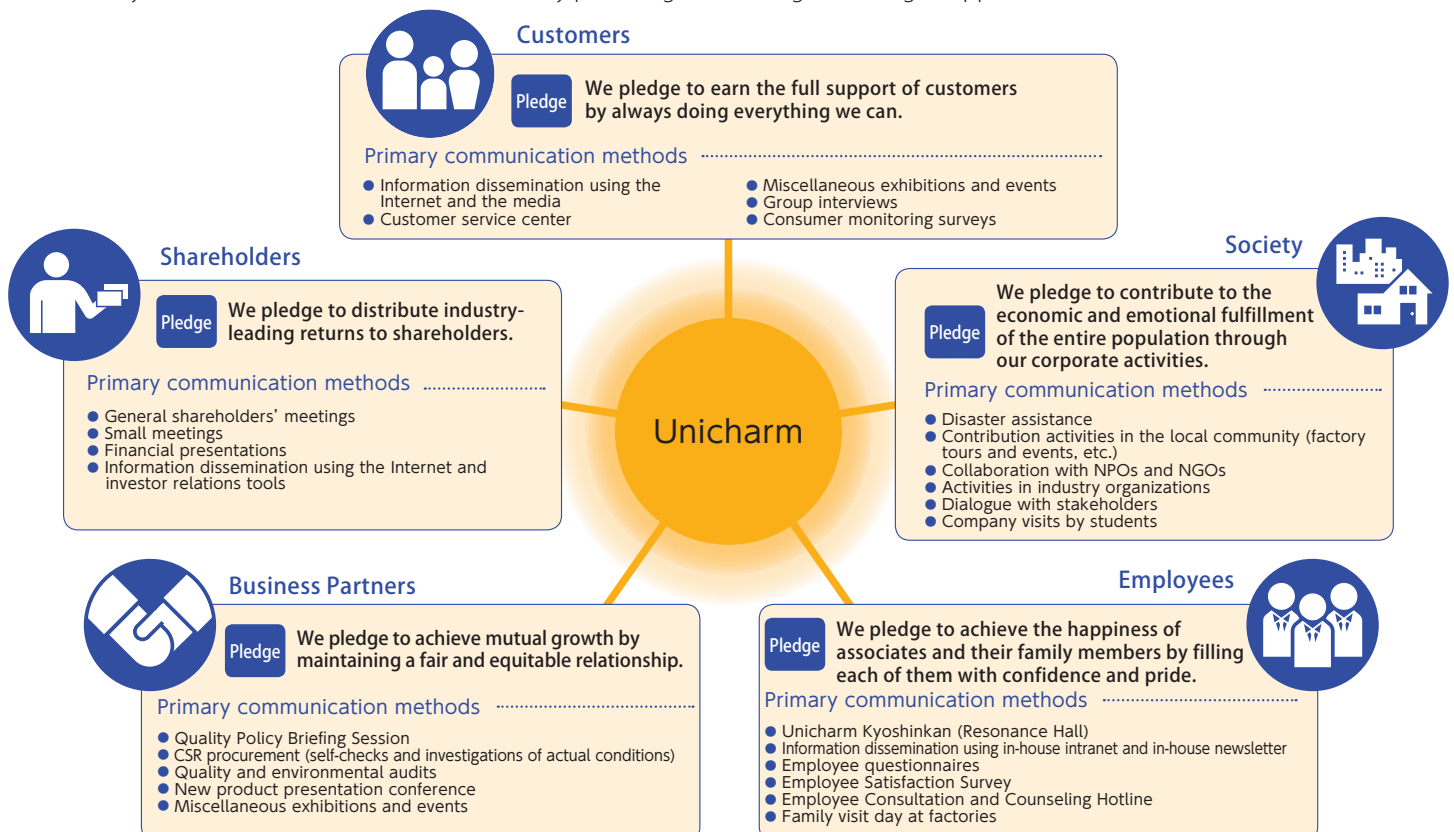 Customers
Pledge
We pledge to earn the full support of customers
by always doing everything we can.
Primary communication methods
● Information dissemination using the
Internet and the media
● Customer service center
● Miscellaneous exhibitions and events
● Group interviews
● Consumer monitoring surveys
Shareholders
Pledge
We pledge to distribute industry-
leading returns to shareholders.
Primary communication methods
● General shareholders' meetings
● Small meetings
● Financial presentations
● Information dissemination using the Internet and
investor relations tools
Society
Pledge
We pledge to contribute to the
economic and emotional fulfillment
of the entire population through
our corporate activities.
Primary communication methods
● Disaster assistance
● Contribution activities in the local community (factory
tours and events, etc.)
● Collaboration with NPOs and NGOs
● Activities in industry organizations
● Dialogue with stakeholders
● Company visits by students
Unicharm
Business Partners
Pledge
We pledge to achieve mutual growth by
maintaining a fair and equitable relationship.
Primary communication methods
● Quality Policy Briefing Session
● CSR procurement (self-checks and investigations of actual conditions)
● Quality and environmental audits
● New product presentation conference
● Miscellaneous exhibitions and events
Employees
Pledge
We pledge to achieve the happiness of
associates and their family members by filling
each of them with confidence and pride.
Primary communication methods
● Unicharm Kyoshinkan (Resonance Hall)
● Information dissemination using in-house intranet and in-house newsletter
● Employee questionnaires
● Employee Satisfaction Survey
● Employee Consultation and Counseling Hotline
● Family visit day at factories